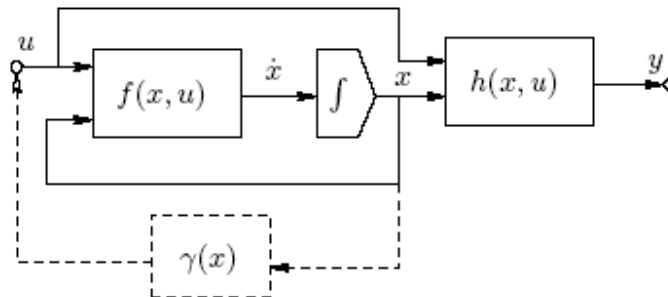 u
f(x, u)
ẋ
∫
x
h(x, u)
y
γ(x)